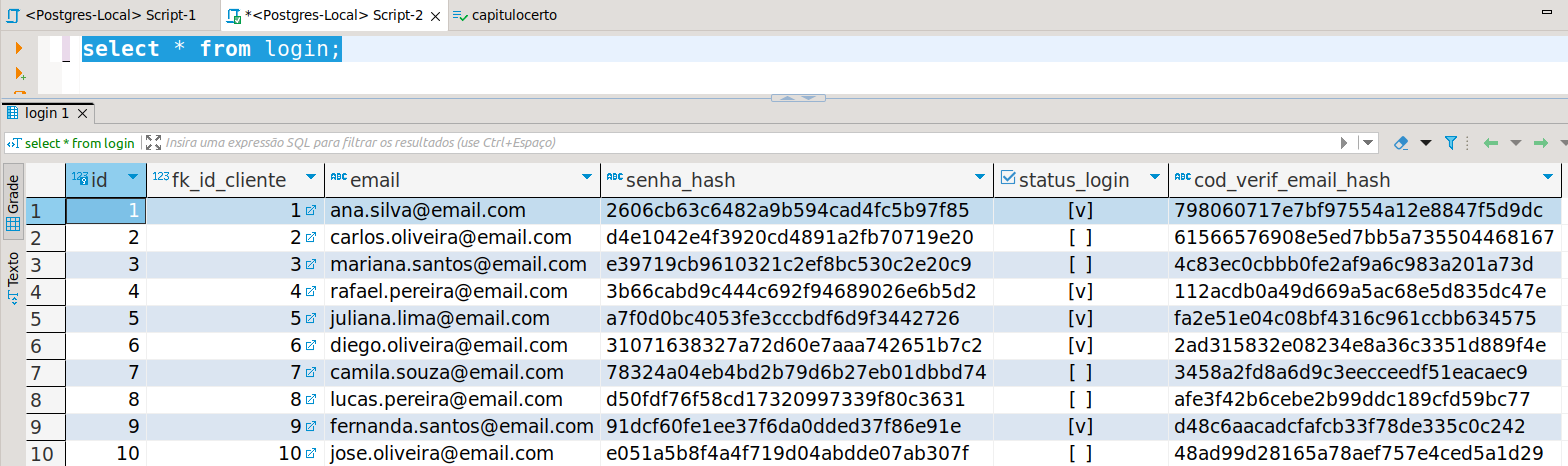 <Postgres-Local> Script-1 *<Postgres-Local> Script-2 capitulocerto
select * from login;
login 1
select * from login Insira uma expressão SQL para filtrar os resultados (use Ctrl+Espaço)
Grade
Texto
123 id 123 fk_id_cliente ABC email ABC senha_hash status_login ABC cod_verif_email_hash
1 1 1 ana.silva@email.com 2606cb63c6482a9b594cad4fc5b97f85 [v] 798060717e7bf97554a12e8847f5d9dc
2 2 2 carlos.oliveira@email.com d4e1042e4f3920cd4891a2fb70719e20 [ ] 61566576908e5ed7bb5a735504468167
3 3 3 mariana.santos@email.com e39719cb9610321c2ef8bc530c2e20c9 [ ] 4c83ec0cbbb0fe2af9a6c983a201a73d
4 4 4 rafael.pereira@email.com 3b66cabd9c444c692f94689026e6b5d2 [v] 112acdb0a49d669a5ac68e5d835dc47e
5 5 5 juliana.lima@email.com a7f0d0bc4053fe3cccbdf6d9f3442726 [v] fa2e51e04c08bf4316c961ccbb634575
6 6 6 diego.oliveira@email.com 31071638327a72d60e7aaa742651b7c2 [v] 2ad315832e08234e8a36c3351d889f4e
7 7 7 camila.souza@email.com 78324a04eb4bd2b79d6b27eb01dbbd74 [ ] 3458a2fd8a6d9c3eecceedf51eacaec9
8 8 8 lucas.pereira@email.com d50fdf76f58cd17320997339f80c3631 [ ] afe3f42b6cebe2b99ddc189cfd59bc77
9 9 9 fernanda.santos@email.com 91dcf60fe1ee37f6da0dded37f86e91e [v] d48c6aacadcfafcb33f78de335c0c242
10 10 10 jose.oliveira@email.com e051a5b8f4a4f719d04abdde07ab307f [ ] 48ad99d28165a78aef757e4ced5a1d29